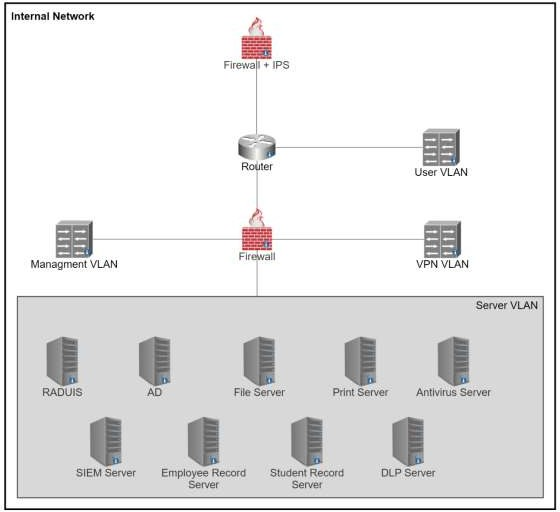 Internal Network
Firewall + IPS
Router
User VLAN
Managment VLAN
Firewall
VPN VLAN
Server VLAN
RADUIS
AD
File Server
Print Server
Antivirus Server
SIEM Server
Employee Record
Server
Student Record
Server
DLP Server